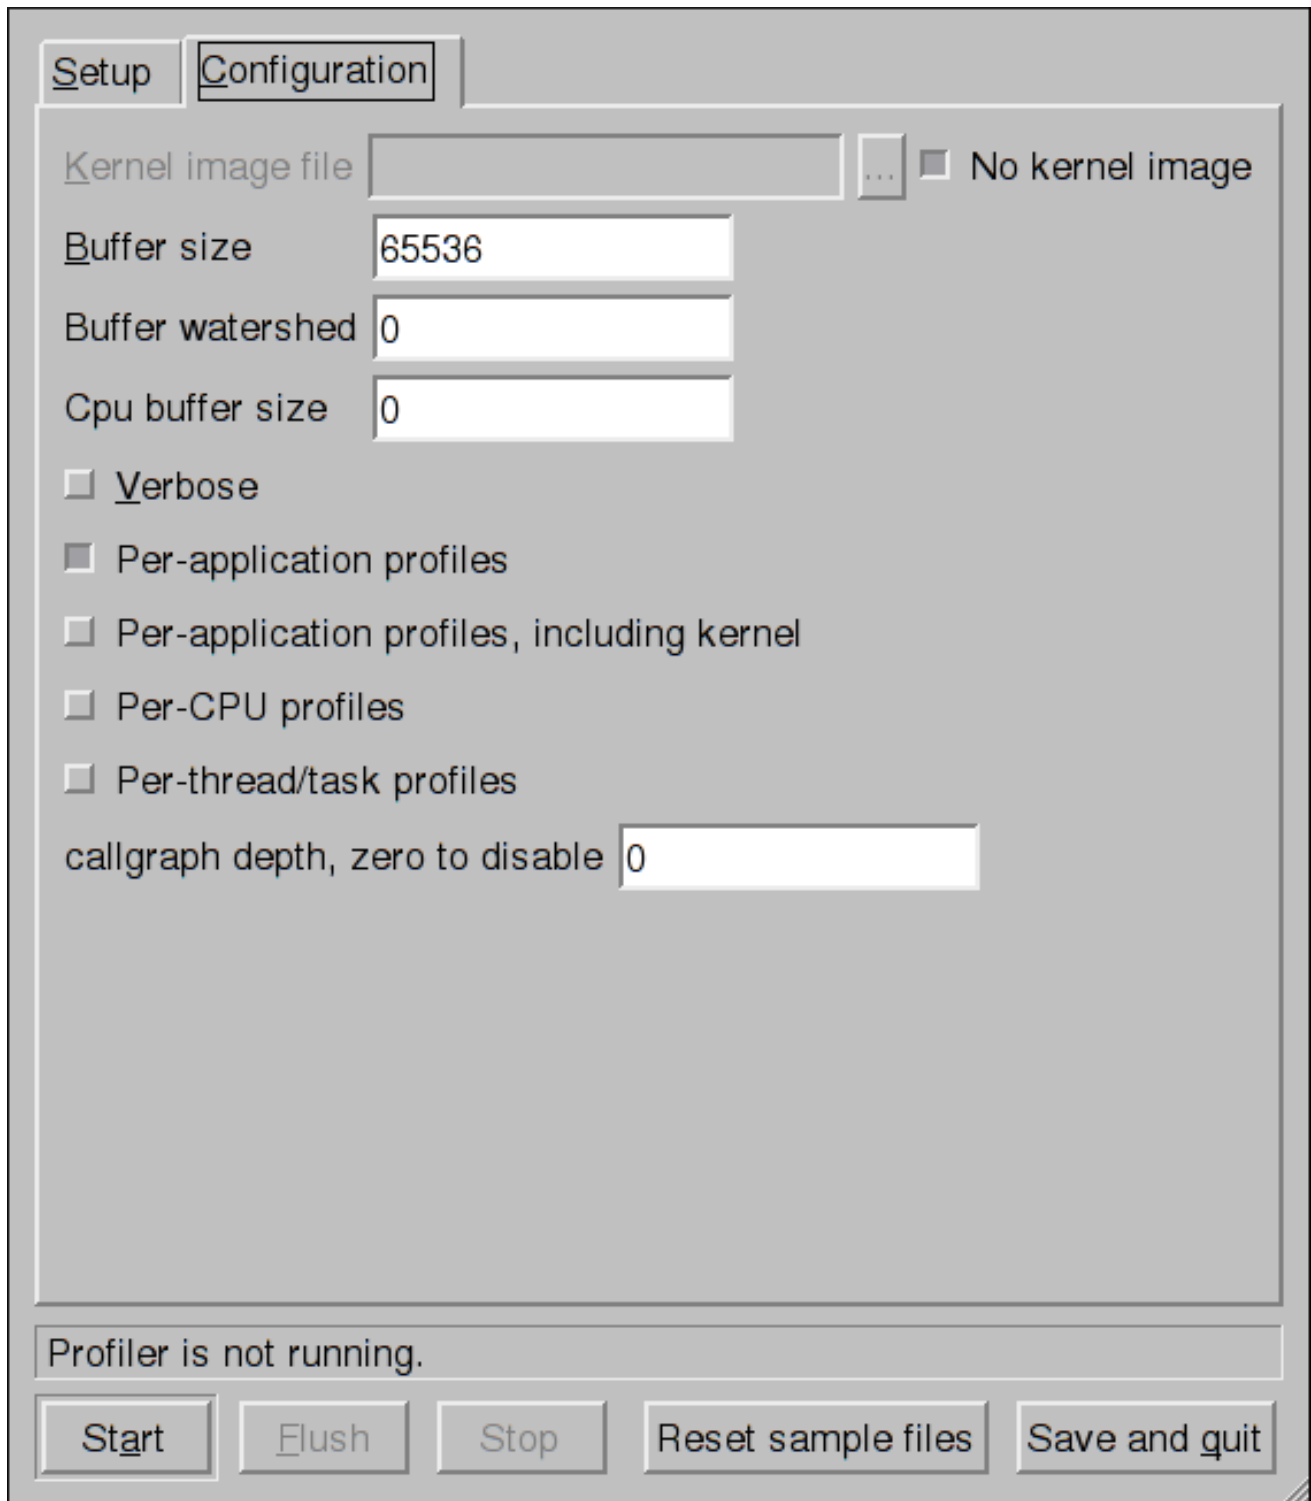 Setup Configuration
Kernel image file ... No kernel image
Buffer size 65536
Buffer watershed 0
Cpu buffer size 0
Verbose
Per-application profiles
Per-application profiles, including kernel
Per-CPU profiles
Per-thread/task profiles
callgraph depth, zero to disable 0
Profiler is not running.
Start Flush Stop Reset sample files Save and quit